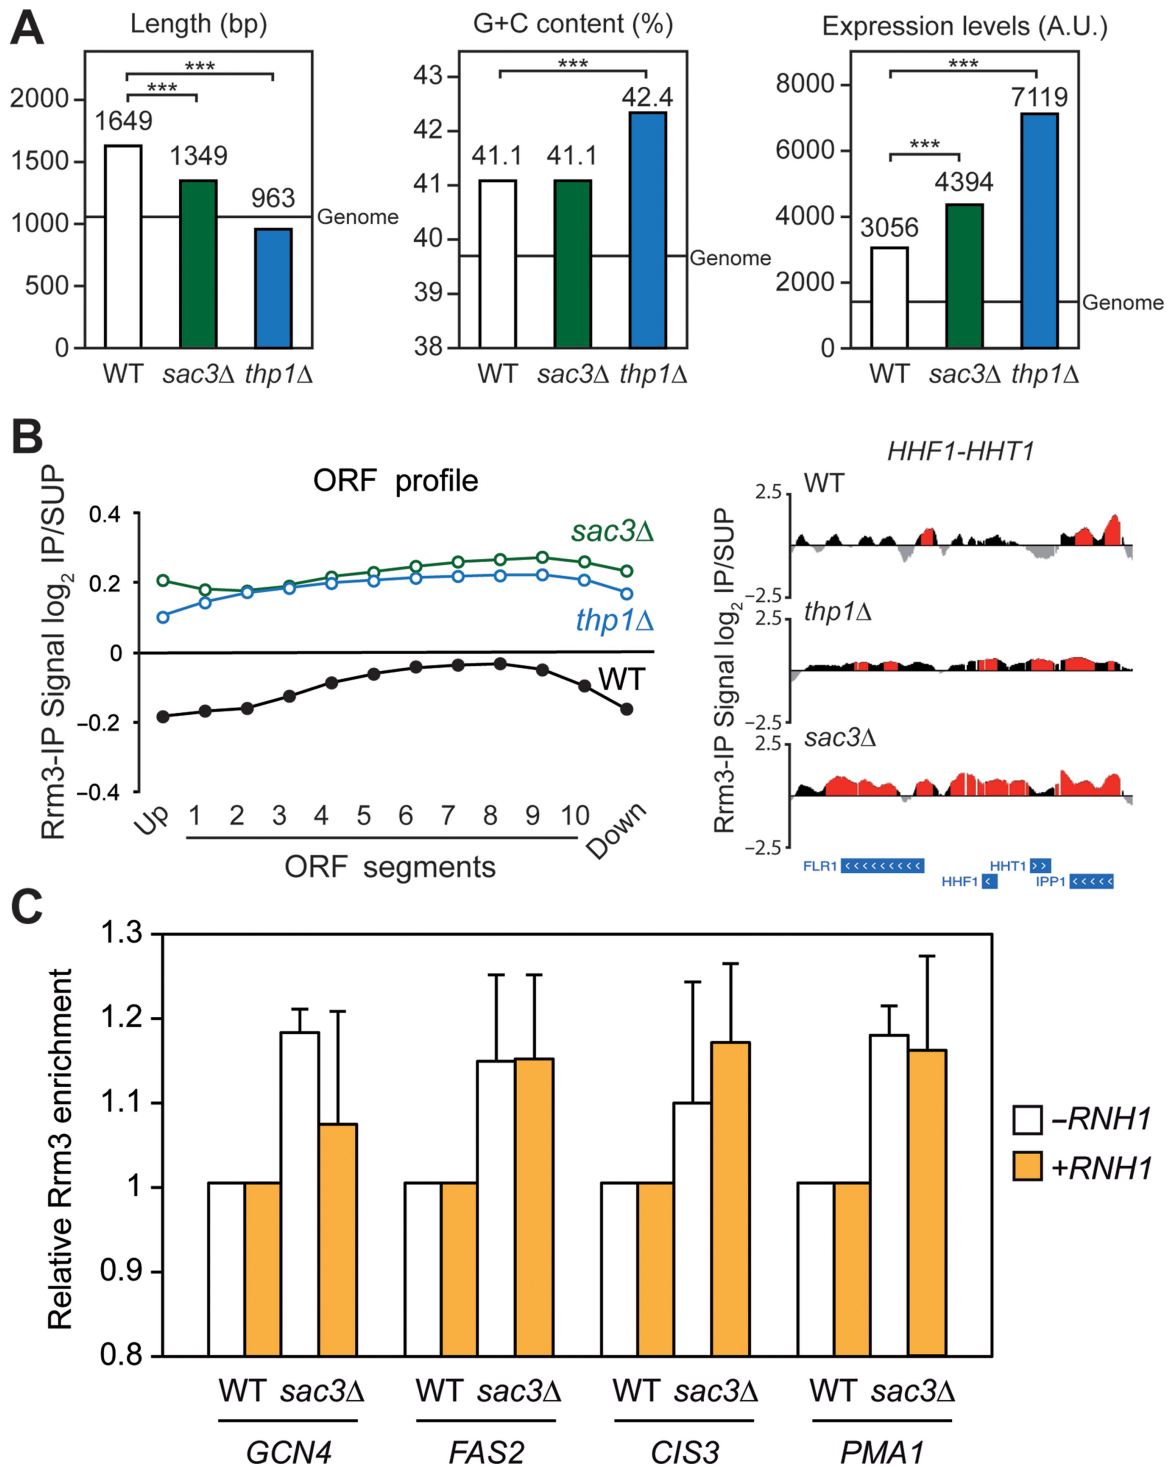 A
Length (bp)
G+C content (%)
Expression levels (A.U.)
2000
1500
1000
500
0
***
***
1649
1349
963
Genome
WT sac3Δ thp1Δ
43
42
41
40
39
38
***
41.1
41.1
42.4
Genome
WT sac3Δ thp1Δ
8000
6000
4000
2000
0
***
***
3056
4394
7119
Genome
WT sac3Δ thp1Δ
B
ORF profile
Rrm3-IP Signal log2 IP/SUP
0.4
0.2
0
–0.2
–0.4
sac3Δ
thp1Δ
WT
Up 1 2 3 4 5 6 7 8 9 10 Down
ORF segments
HHF1-HHT1
Rrm3-IP Signal log2 IP/SUP
WT
2.5
–2.5
thp1Δ
2.5
–2.5
sac3Δ
2.5
–2.5
FLR1
HHT1
HHF1
IPP1
C
Relative Rrm3 enrichment
1.3
1.2
1.1
1
0.9
0.8
–RNH1
+RNH1
WT sac3Δ WT sac3Δ WT sac3Δ WT sac3Δ
GCN4 FAS2 CIS3 PMA1